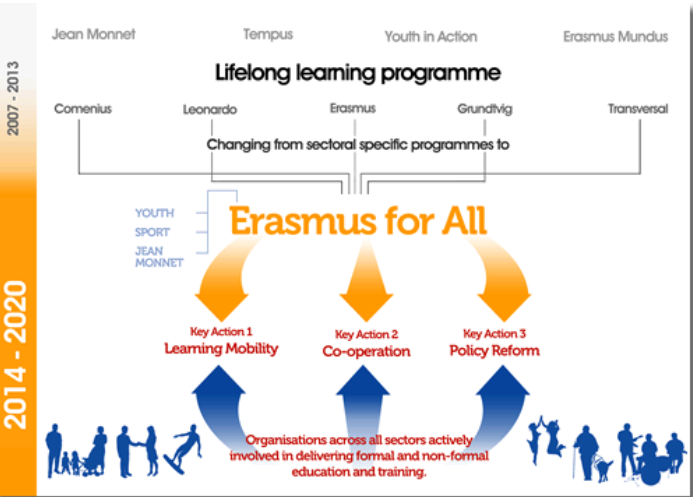 Jean Monnet
Tempus
Youth in Action
Erasmus Mundus
Lifelong learning programme
2007 - 2013
Comenius
Leonardo
Erasmus
Grundtvig
Transversal
Changing from sectoral specific programmes to
YOUTH
SPORT
JEAN
MONNET
Erasmus for All
2014 - 2020
Key Action 1
Learning Mobility
Key Action 2
Co-operation
Key Action 3
Policy Reform
Organisations across all sectors actively
involved in delivering formal and non-formal
education and training.